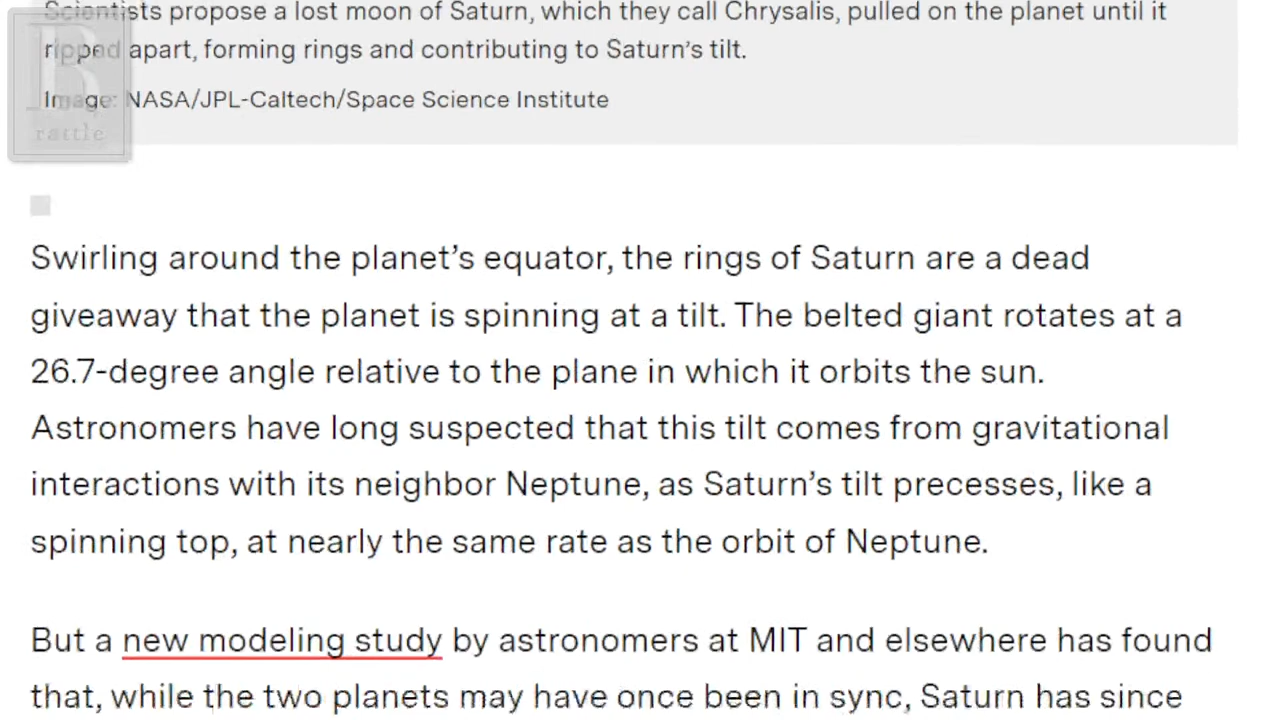 Scientists propose a lost moon of Saturn, which they call Chrysalis, pulled on the planet until it
ripped apart, forming rings and contributing to Saturn’s tilt.
Image: NASA/JPL-Caltech/Space Science Institute
B
rattle
Swirling around the planet’s equator, the rings of Saturn are a dead
giveaway that the planet is spinning at a tilt. The belted giant rotates at a
26.7-degree angle relative to the plane in which it orbits the sun.
Astronomers have long suspected that this tilt comes from gravitational
interactions with its neighbor Neptune, as Saturn’s tilt precesses, like a
spinning top, at nearly the same rate as the orbit of Neptune.
But a new modeling study by astronomers at MIT and elsewhere has found
that, while the two planets may have once been in sync, Saturn has since